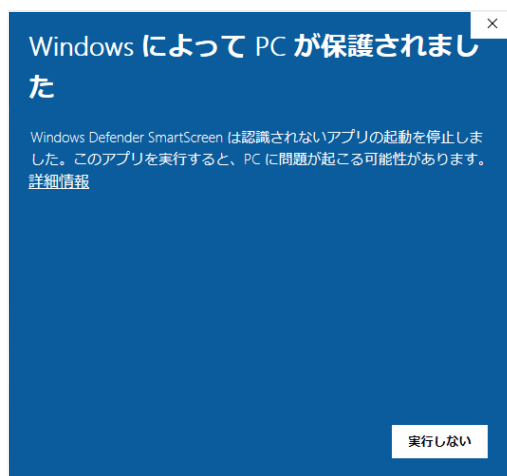 Windows によって PC が保護されまし
た
Windows Defender SmartScreen は認識されないアプリの起動を停止しま
した。このアプリを実行すると、PC に問題が起こる可能性があります。
詳細情報
実行しない